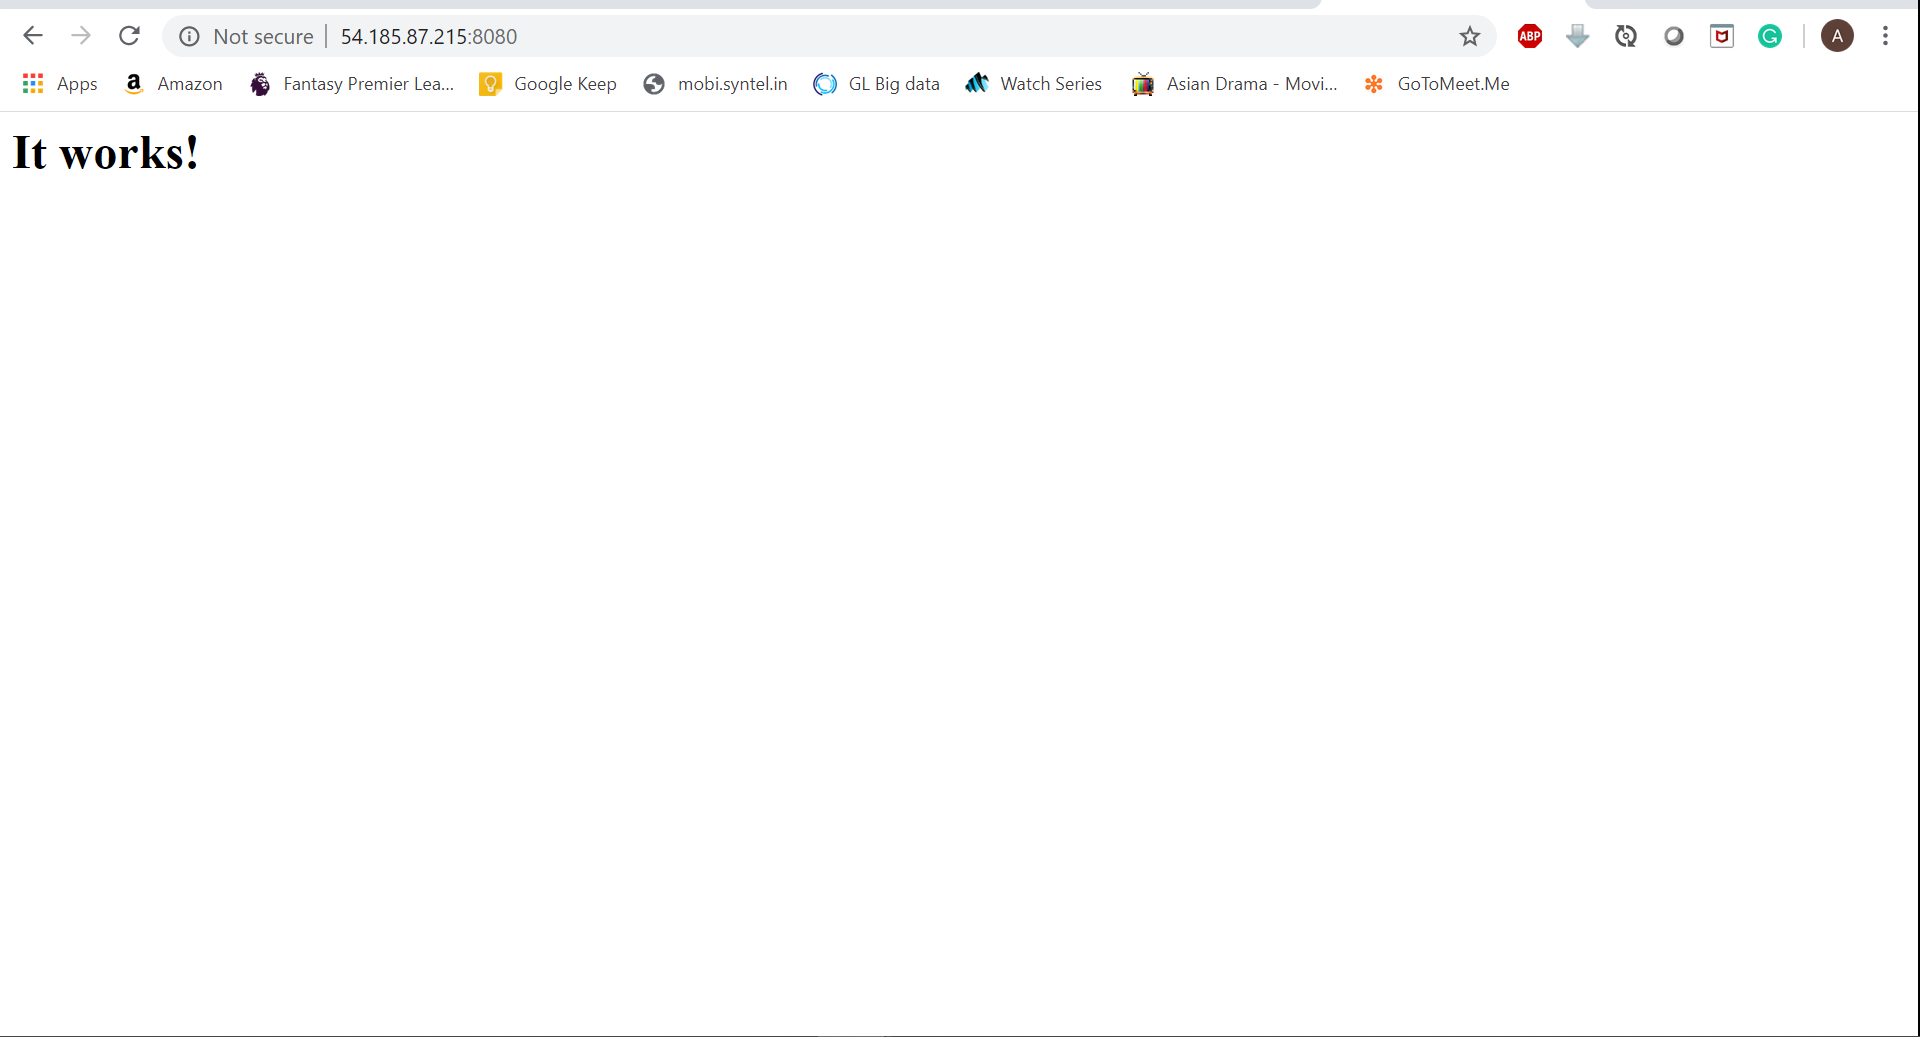 Not secure 54.185.87.215:8080 ABP A
Apps Amazon Fantasy Premier Lea... Google Keep mobi.syntel.in GL Big data Watch Series Asian Drama - Movi... GoToMeet.Me
It works!